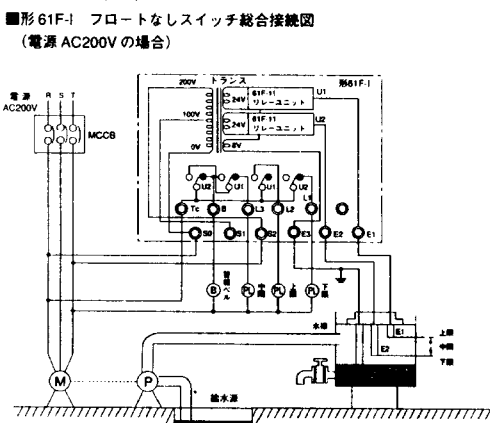 ■形 61F-I フロートなしスイッチ総合接続図
(電源 AC200V の場合)
電源 R S T
AC200V
MCCB
200V
トランス
形61F-I
24V
61F-11
リレーユニット
U1
100V
24V
61F-11
リレーユニット
U2
0V
8V
U2
U1
U1
U2
Tc
B
L3
L2
L1
S0
S1
S2
E3
E2
E1
警報ベル
中間
上限
下限
B
PL
PL
PL
水槽
E1
E2
上限
中間
下限
M
P
給水源